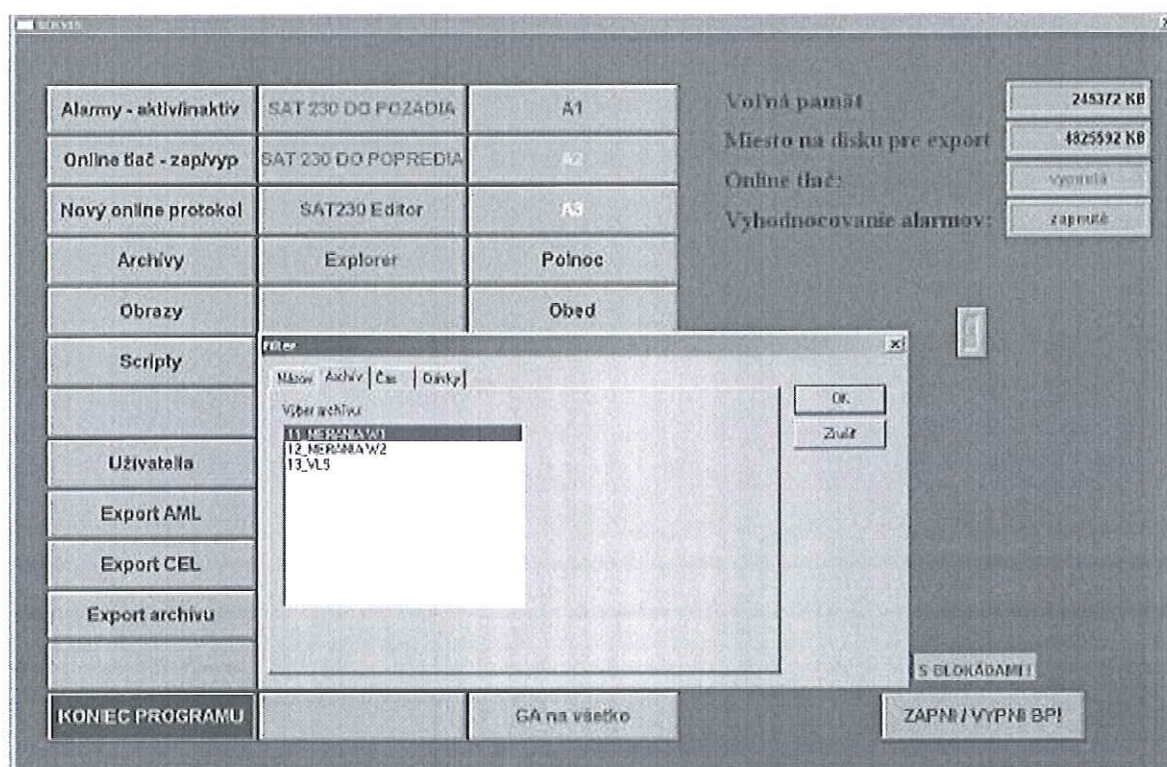 SERVIS
Alarmy - aktiv/inaktiv
SAT 230 DO POZADIA
A1
Online tlač - zap/vyp
SAT 230 DO POPREDIA
A2
Nový online protokol
SAT230 Editor
A3
Archívy
Explorer
Polnoc
Obrazy
Obed
Scripty
Užívatelia
Export AML
Export CEL
Export archívu
KONIEC PROGRAMU
GA na všetko
Voľná pamäť
245372 KB
Miesto na disku pre export
4825592 KB
Online tlač:
vypnutá
Vyhodnocovanie alarmov:
zapnuté
Filter
Názov
Archív
Čas
Dávky
Výber archívu:
11_MERANIA W1
12_MERANIA W2
13_VLS
OK
Zrušiť
S BLOKÁDAMI !
ZAPNI / VYPNI BP!